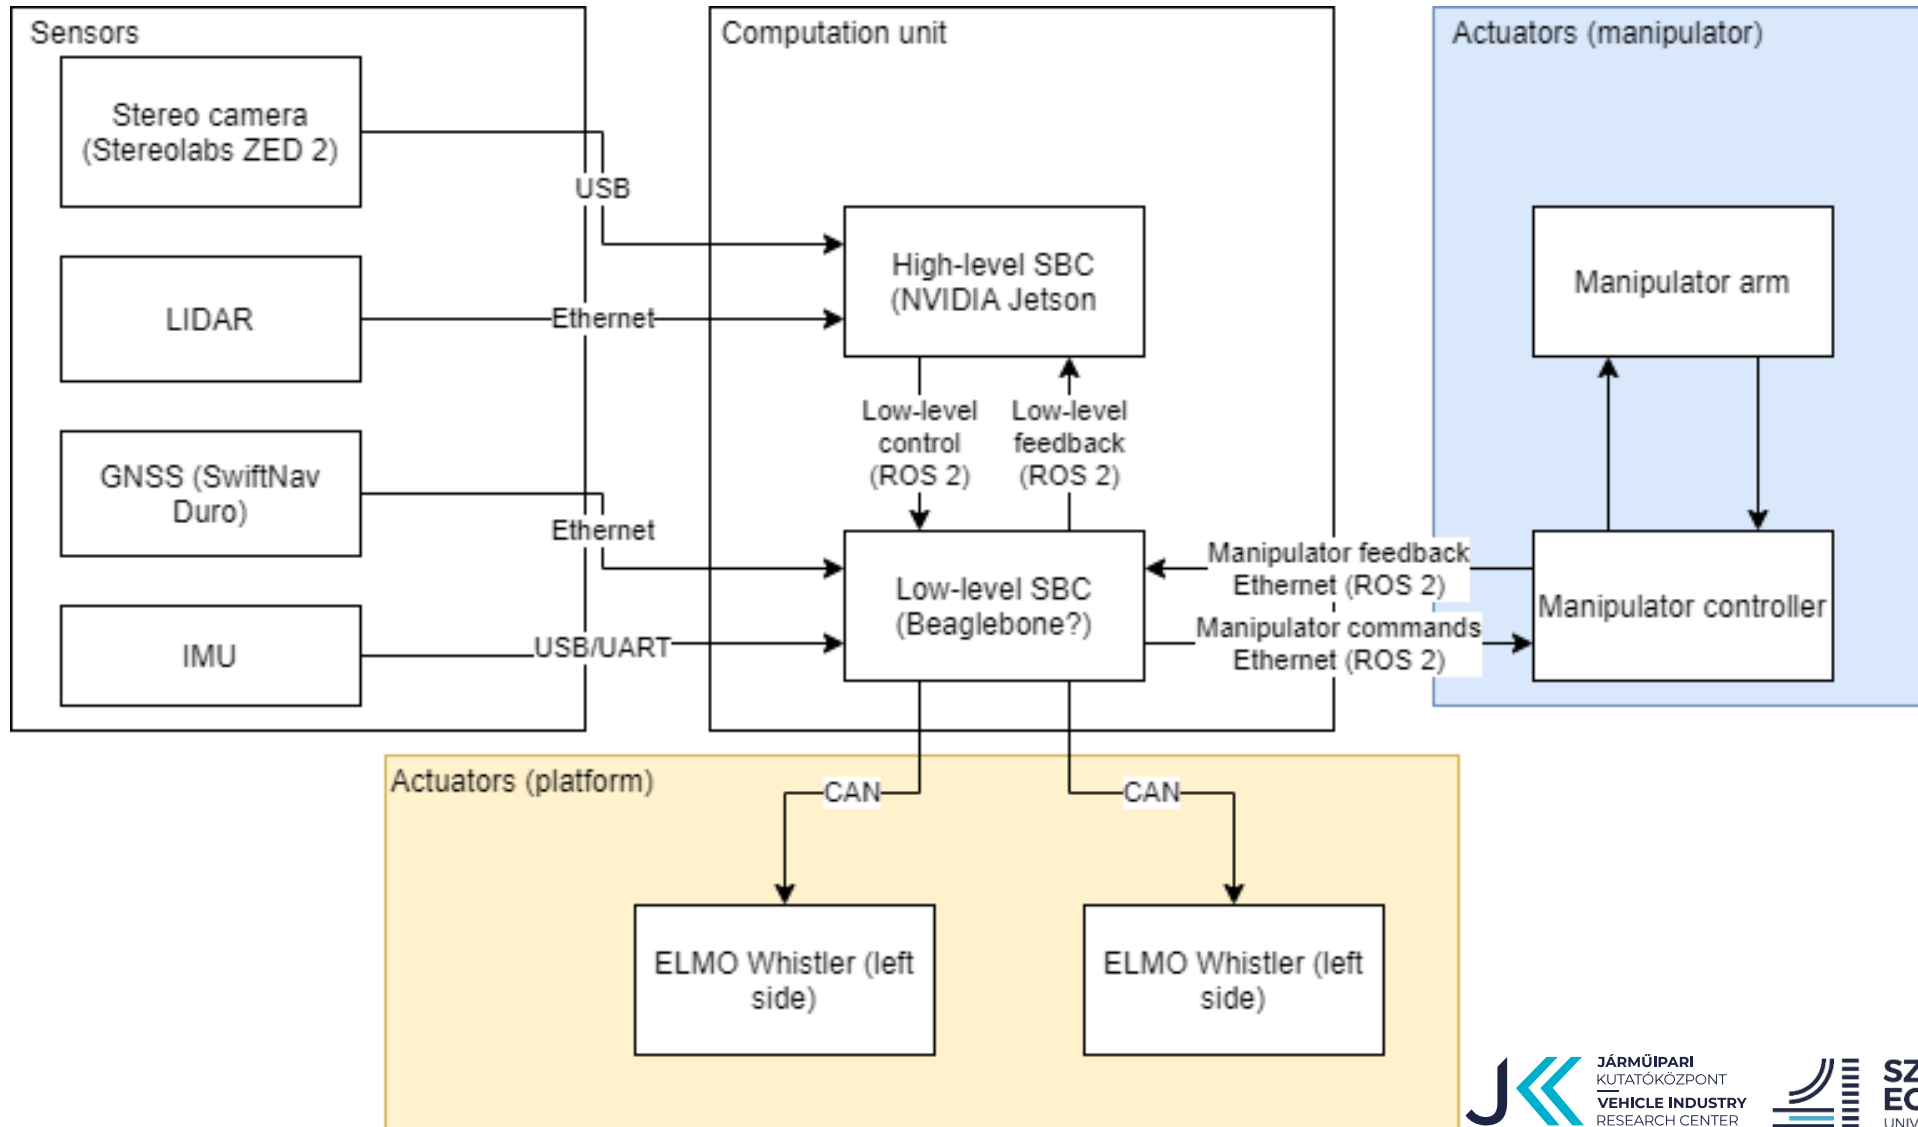 Sensors
Stereo camera
(Stereolabs ZED 2)
LIDAR
GNSS (SwiftNav
Duro)
IMU
USB
Ethernet
Ethernet
USB/UART
Computation unit
High-level SBC
(NVIDIA Jetson
Low-level
control
(ROS 2)
Low-level
feedback
(ROS 2)
Low-level SBC
(Beaglebone?)
Manipulator feedback
Ethernet (ROS 2)
Manipulator commands
Ethernet (ROS 2)
Actuators (manipulator)
Manipulator arm
Manipulator controller
Actuators (platform)
CAN
CAN
ELMO Whistler (left
side)
ELMO Whistler (left
side)
JÁRMŰIPARI
KUTATÓKÖZPONT
VEHICLE INDUSTRY
RESEARCH CENTER
SZ